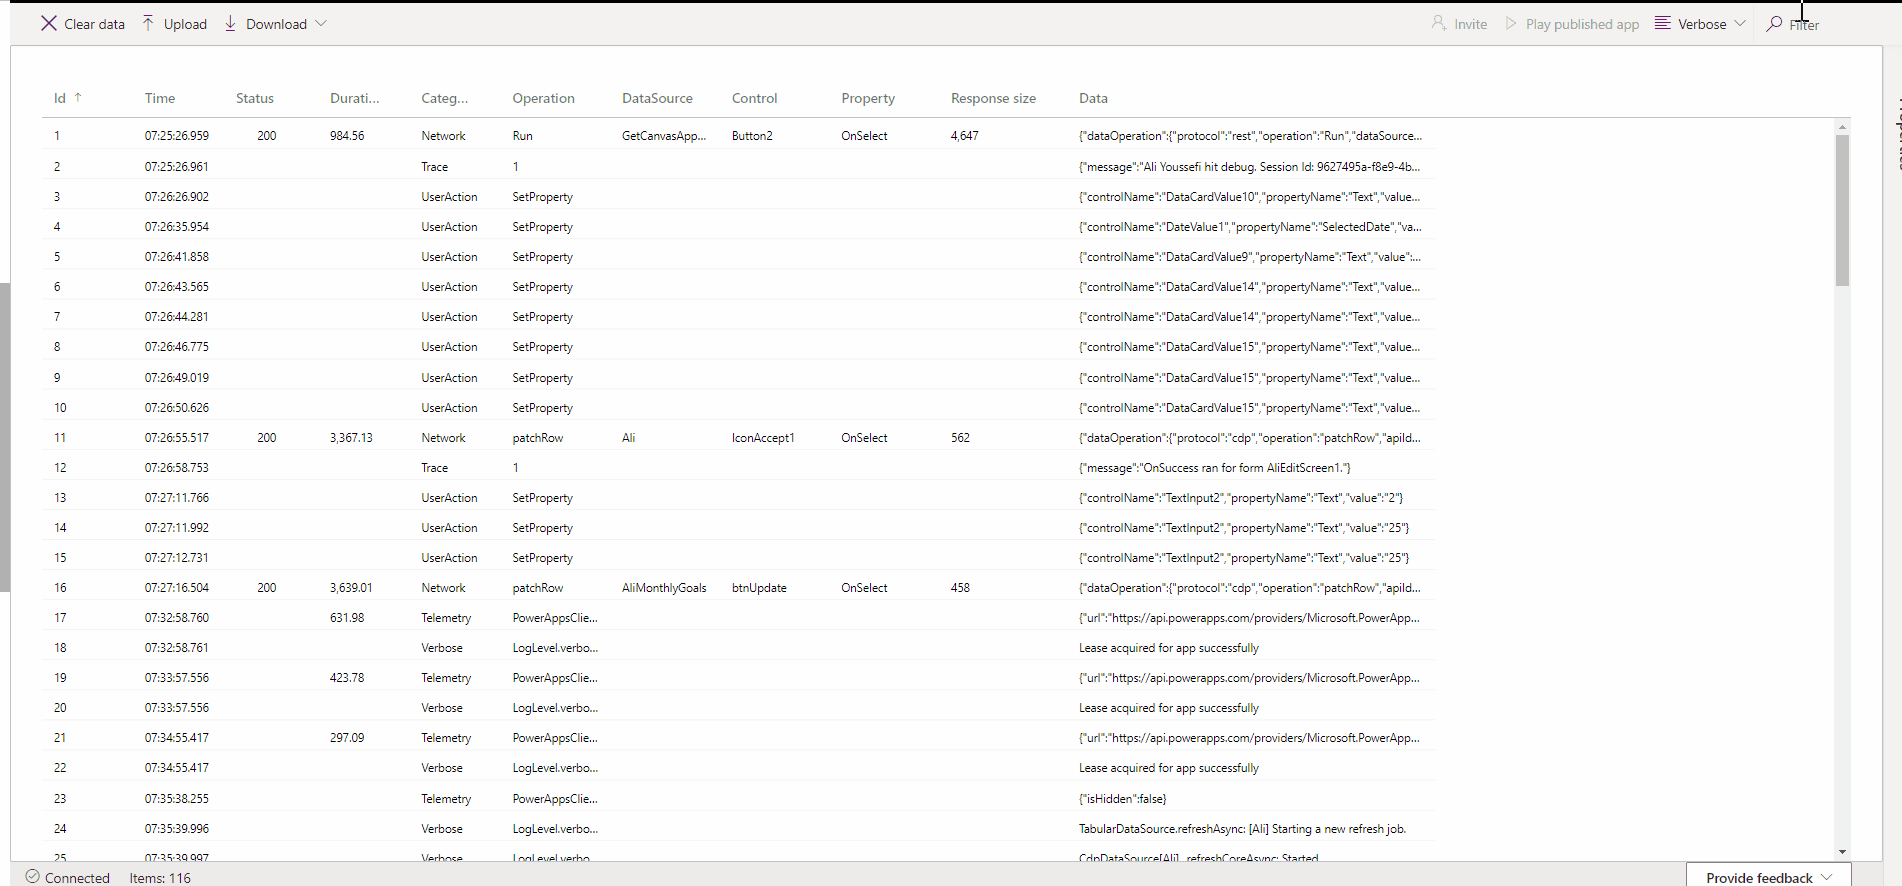 Clear data Upload Download Invite Play published app Verbose Filter
Id ↑ Time Status Durati... Categ... Operation DataSource Control Property Response size Data
1 07:25:26.959 200 984.56 Network Run GetCanvasApp... Button2 OnSelect 4,647 {"dataOperation":{"protocol":"rest","operation":"Run","dataSource...
2 07:25:26.961 Trace 1 {"message":"Ali Youssefi hit debug. Session Id: 9627495a-f8e9-4b...
3 07:26:26.902 UserAction SetProperty {"controlName":"DataCardValue10","propertyName":"Text","value...
4 07:26:35.954 UserAction SetProperty {"controlName":"DateValue1","propertyName":"SelectedDate","va...
5 07:26:41.858 UserAction SetProperty {"controlName":"DataCardValue9","propertyName":"Text","value":...
6 07:26:43.565 UserAction SetProperty {"controlName":"DataCardValue14","propertyName":"Text","value...
7 07:26:44.281 UserAction SetProperty {"controlName":"DataCardValue14","propertyName":"Text","value...
8 07:26:46.775 UserAction SetProperty {"controlName":"DataCardValue15","propertyName":"Text","value...
9 07:26:49.019 UserAction SetProperty {"controlName":"DataCardValue15","propertyName":"Text","value...
10 07:26:50.626 UserAction SetProperty {"controlName":"DataCardValue15","propertyName":"Text","value...
11 07:26:55.517 200 3,367.13 Network patchRow Ali IconAccept1 OnSelect 562 {"dataOperation":{"protocol":"cdp","operation":"patchRow","apiId...
12 07:26:58.753 Trace 1 {"message":"OnSuccess ran for form AliEditScreen1."}
13 07:27:11.766 UserAction SetProperty {"controlName":"TextInput2","propertyName":"Text","value":"2"}
14 07:27:11.992 UserAction SetProperty {"controlName":"TextInput2","propertyName":"Text","value":"25"}
15 07:27:12.731 UserAction SetProperty {"controlName":"TextInput2","propertyName":"Text","value":"25"}
16 07:27:16.504 200 3,639.01 Network patchRow AliMonthlyGoals btnUpdate OnSelect 458 {"dataOperation":{"protocol":"cdp","operation":"patchRow","apiId...
17 07:32:58.760 631.98 Telemetry PowerAppsClie... {"url":"https://api.powerapps.com/providers/Microsoft.PowerApp...
18 07:32:58.761 Verbose LogLevel.verbo... Lease acquired for app successfully
19 07:33:57.556 423.78 Telemetry PowerAppsClie... {"url":"https://api.powerapps.com/providers/Microsoft.PowerApp...
20 07:33:57.556 Verbose LogLevel.verbo... Lease acquired for app successfully
21 07:34:55.417 297.09 Telemetry PowerAppsClie... {"url":"https://api.powerapps.com/providers/Microsoft.PowerApp...
22 07:34:55.417 Verbose LogLevel.verbo... Lease acquired for app successfully
23 07:35:38.255 Telemetry PowerAppsClie... {"isHidden":false}
24 07:35:39.996 Verbose LogLevel.verbo... TabularDataSource.refreshAsync: [Ali] Starting a new refresh job.
25 07:35:39.997 Verbose LogLevel.verbo... CdpDataSource[Ali]._refreshCoreAsync: Started
Connected Items: 116 Provide feedback